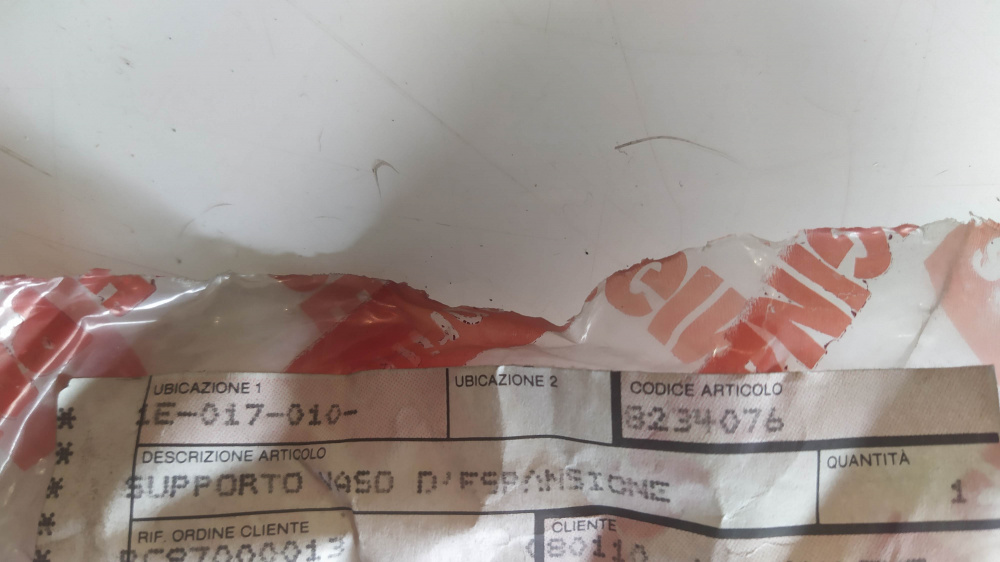 UBICAZIONE 1
UBICAZIONE 2
CODICE ARTICOLO
1E-017-010-
8234076
DESCRIZIONE ARTICOLO
QUANTITÀ
SUPPORTO VASO D'ESPANSIONE
1
RIF. ORDINE CLIENTE
CLIENTE
080110